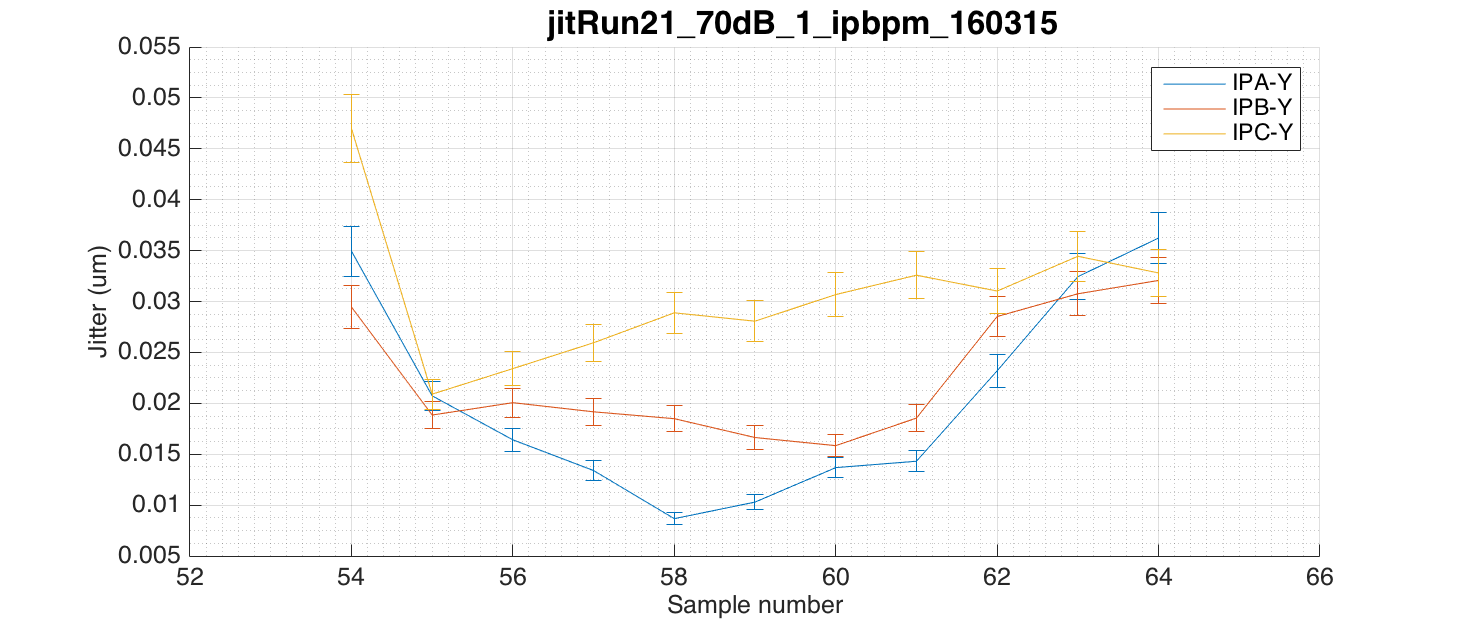 jitRun21_70dB_1_ipbpm_160315
0.055
0.05
0.045
0.04
0.035
0.03
0.025
0.02
0.015
0.01
0.005
Jitter (um)
IPA-Y
IPB-Y
IPC-Y
52 54 56 58 60 62 64 66
Sample number